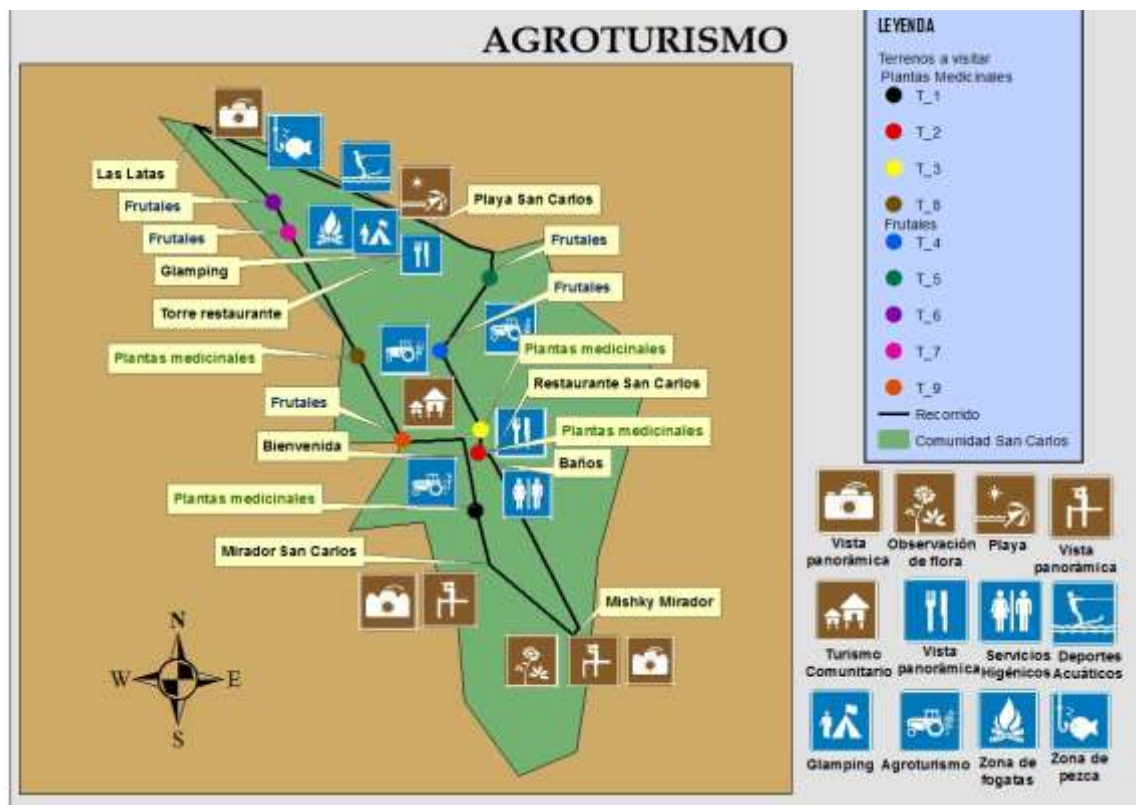 AGROTURISMO
LEYENDA
Terrenos a visitar
Plantas Medicinales
T_1
T_2
T_3
T_8
Frutales
T_4
T_5
T_6
T_7
T_9
Recorrido
Comunidad San Carlos
Las Latas
Frutales
Frutales
Glamping
Torre restaurante
Plantas medicinales
Frutales
Bienvenida
Plantas medicinales
Mirador San Carlos
Playa San Carlos
Frutales
Frutales
Plantas medicinales
Restaurante San Carlos
Plantas medicinales
Baños
Mishky Mirador
N
W
E
S
Vista
panorámica
Observación
de flora
Playa
Vista
panorámica
Turismo
Comunitario
Vista
panorámica
Servicios
Higénicos
Deportes
Acuáticos
Glamping
Agroturismo
Zona de
fogatas
Zona de
pezca